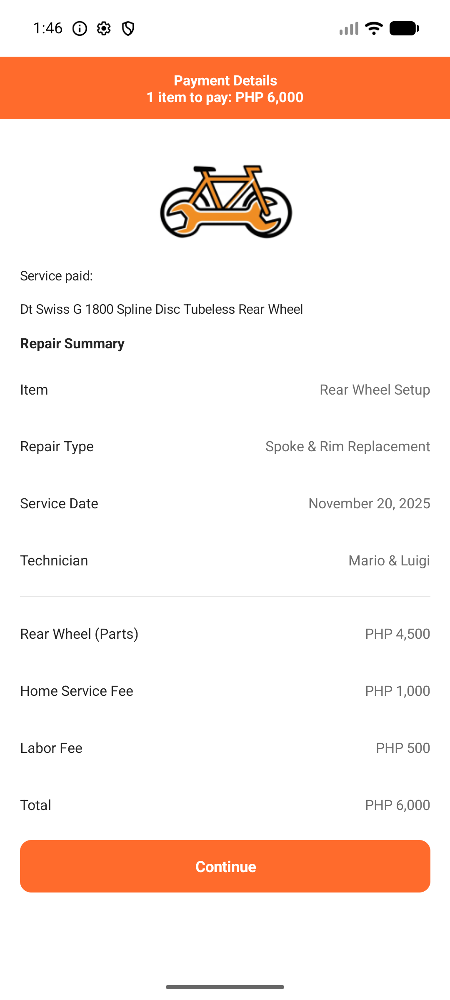 1:46
Payment Details
1 item to pay: PHP 6,000
Service paid:
Dt Swiss G 1800 Spline Disc Tubeless Rear Wheel
Repair Summary
Item Rear Wheel Setup
Repair Type Spoke & Rim Replacement
Service Date November 20, 2025
Technician Mario & Luigi
Rear Wheel (Parts) PHP 4,500
Home Service Fee PHP 1,000
Labor Fee PHP 500
Total PHP 6,000
Continue